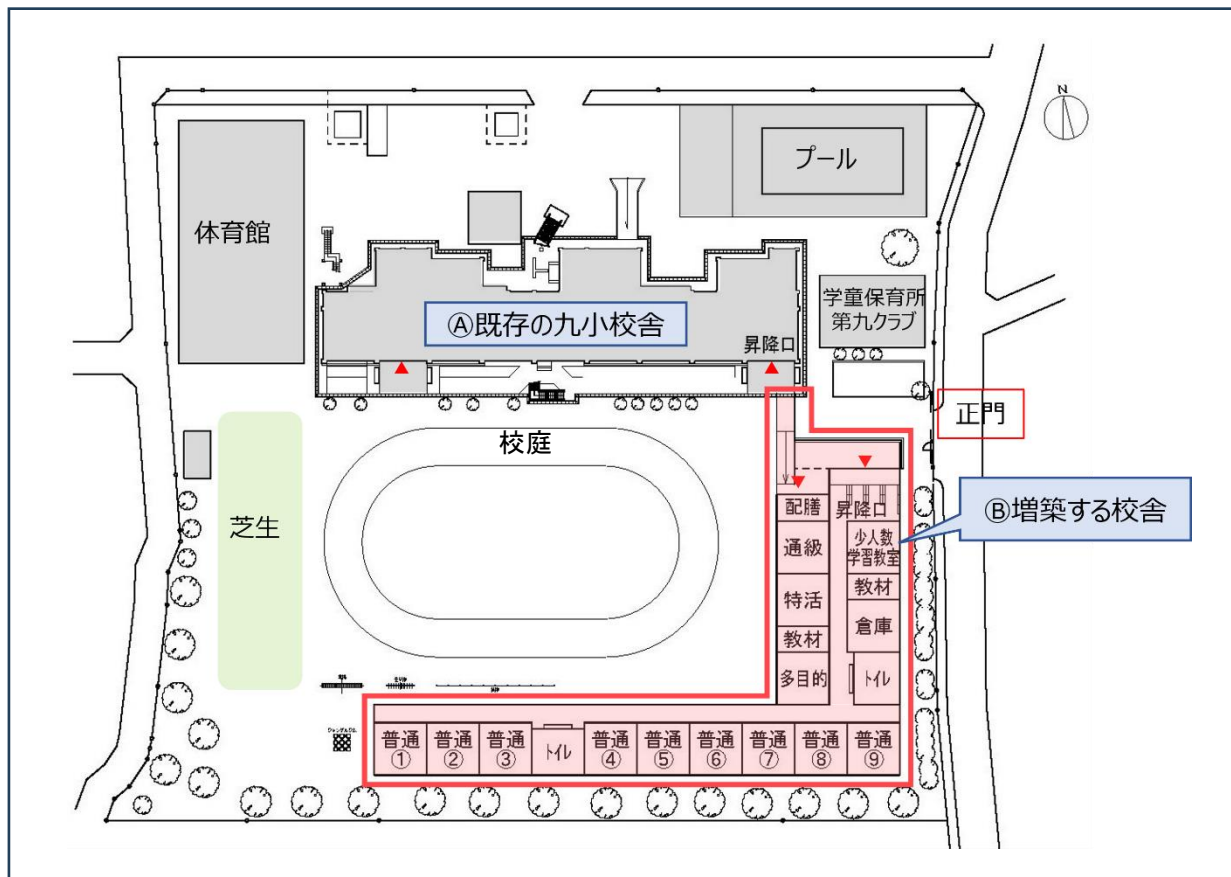 N
プール
体育館
学童保育所
第九クラブ
Ⓐ既存の九小校舎
昇降口
正門
校庭
芝生
Ⓑ増築する校舎
配膳
昇降口
通級
少人数
学習教室
特活
教材
教材
倉庫
多目的
トイレ
普通
①
普通
②
普通
③
トイレ
普通
④
普通
⑤
普通
⑥
普通
⑦
普通
⑧
普通
⑨